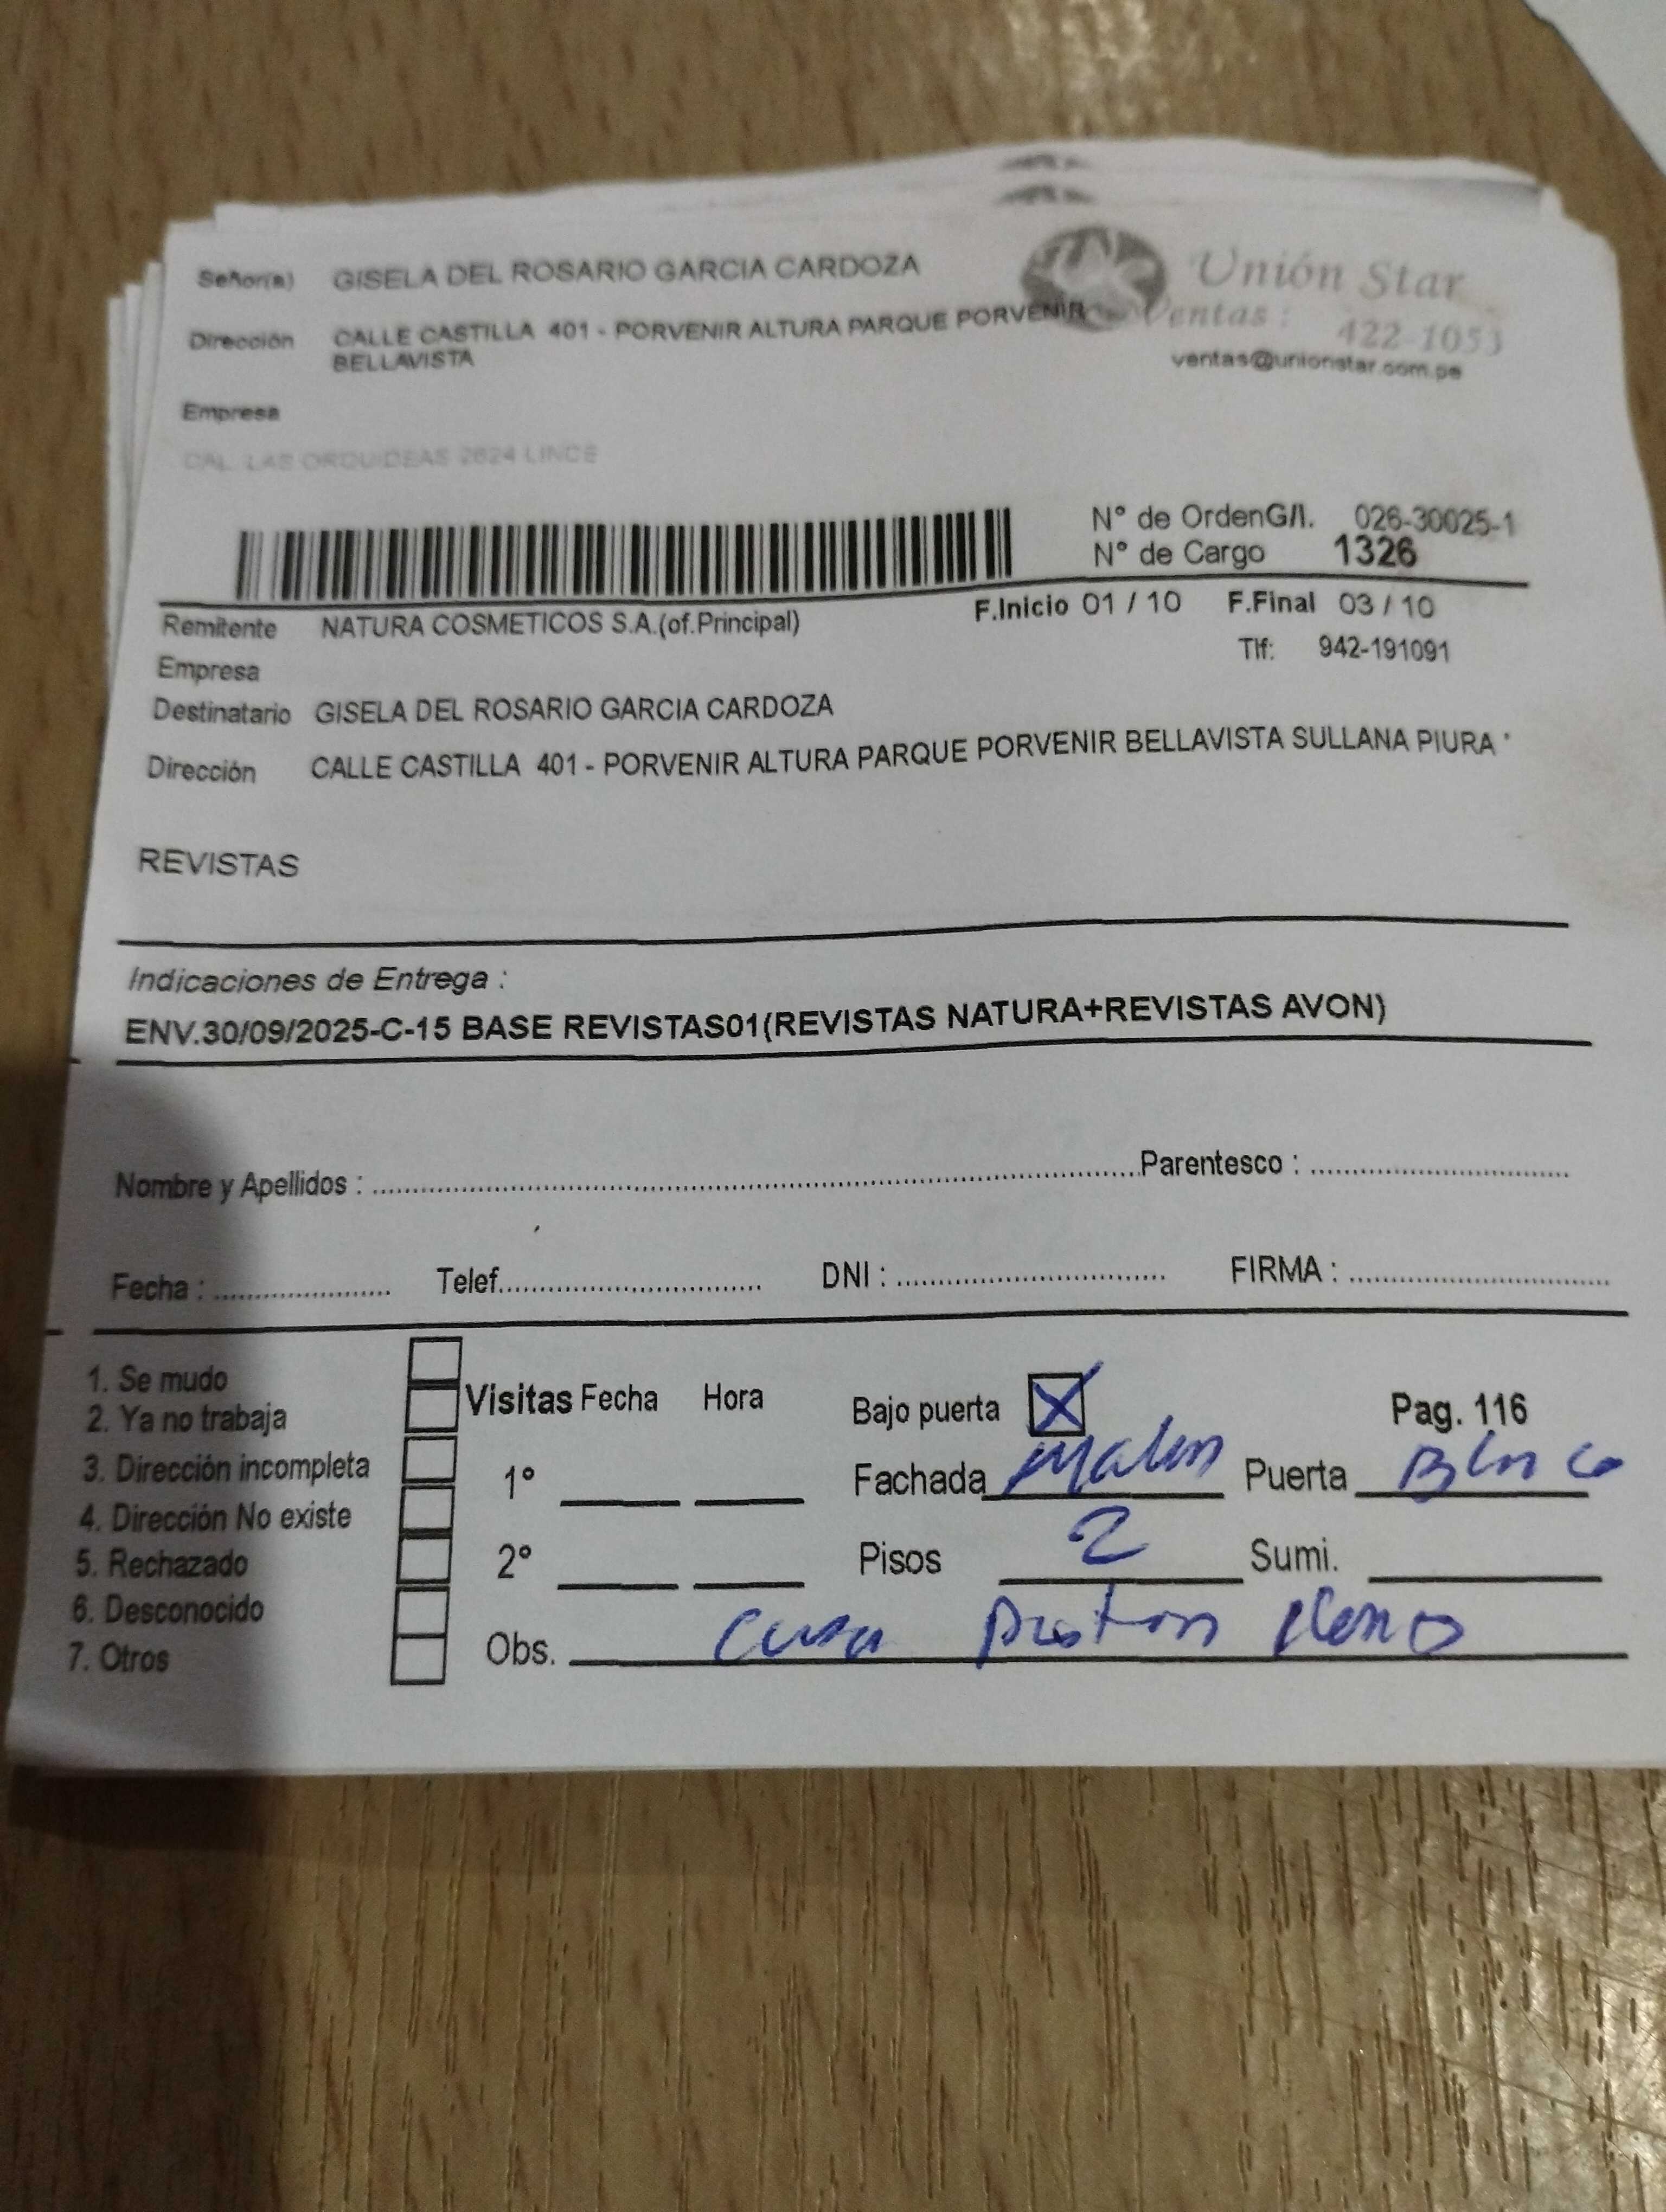 Señor(a) GISELA DEL ROSARIO GARCIA CARDOZA
Unión Star
Dirección CALLE CASTILLA 401 - PORVENIR ALTURA PARQUE PORVENIR
BELLAVISTA
Ventas : 422-1053
ventas@unionstar.com.pe
Empresa
CAL. LAS ORQUIDEAS 2624 LINCE
N° de OrdenG/I. 026-30025-1
N° de Cargo 1326
Remitente NATURA COSMETICOS S.A.(of.Principal)
F.Inicio 01 / 10 F.Final 03 / 10
Empresa
Tlf: 942-191091
Destinatario GISELA DEL ROSARIO GARCIA CARDOZA
Dirección CALLE CASTILLA 401 - PORVENIR ALTURA PARQUE PORVENIR BELLAVISTA SULLANA PIURA
REVISTAS
Indicaciones de Entrega :
ENV.30/09/2025-C-15 BASE REVISTAS01(REVISTAS NATURA+REVISTAS AVON)
Nombre y Apellidos : Parentesco :
Fecha : Telef. DNI : FIRMA :
1. Se mudo
2. Ya no trabaja
3. Dirección incompleta
4. Dirección No existe
5. Rechazado
6. Desconocido
7. Otros
Visitas Fecha Hora
1°
2°
Bajo puerta X
Pag. 116
Fachada Puerta
Pisos 2 Sumi.
Obs. Casa